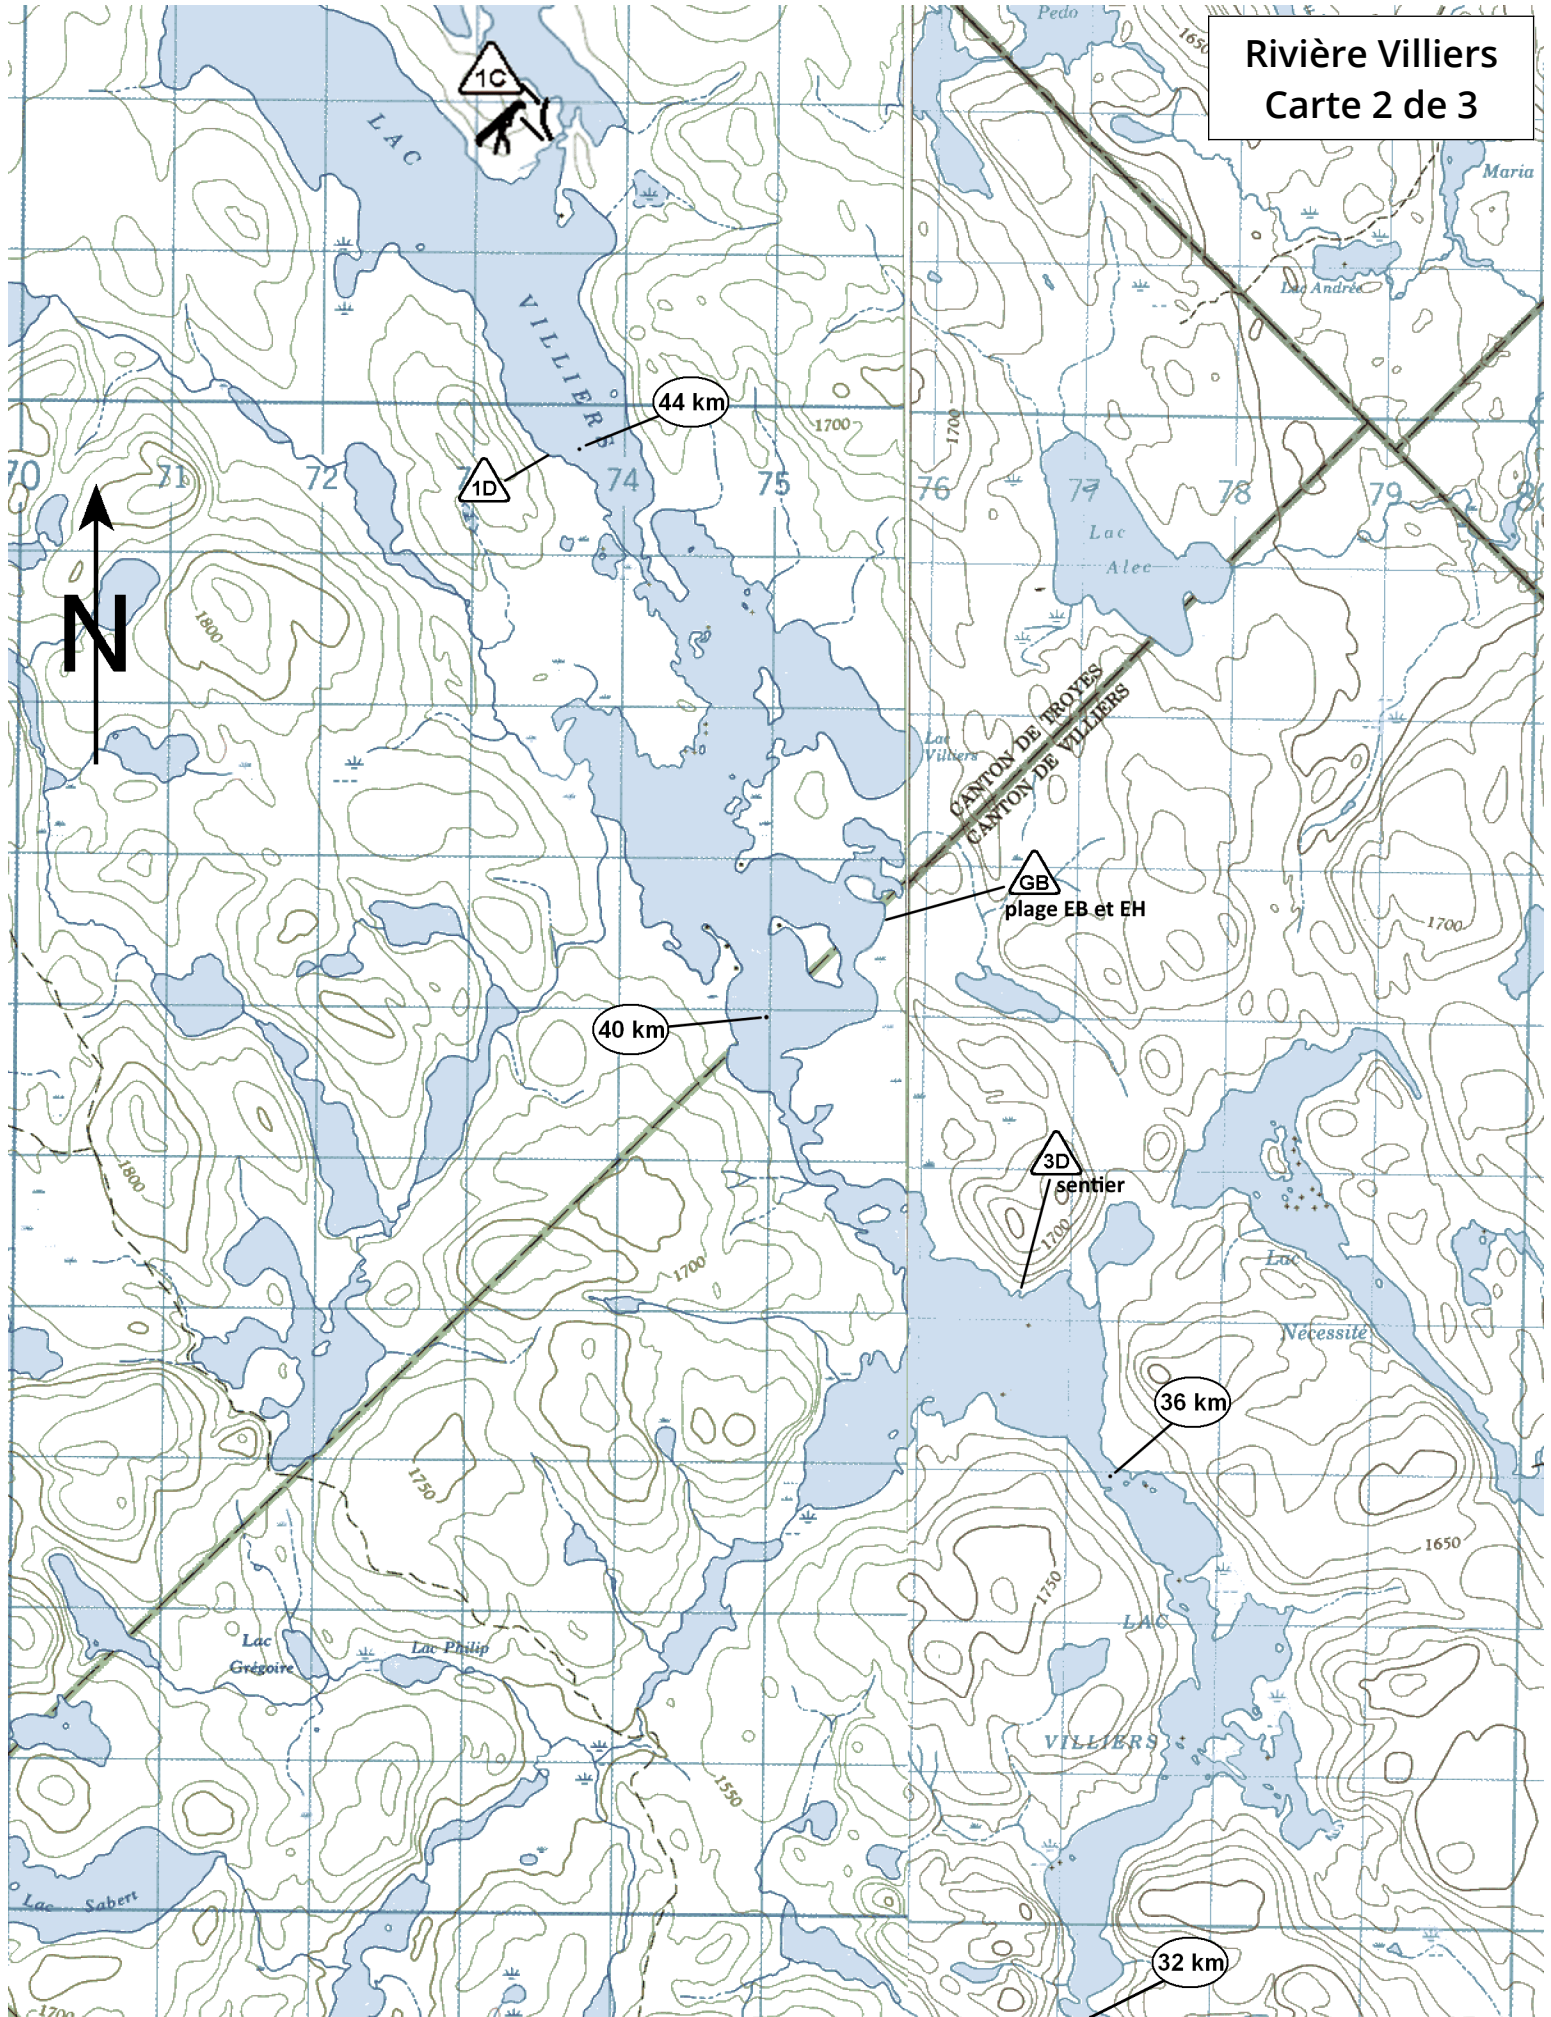 Pedo
1650
Rivière Villiers
Carte 2 de 3
1C
LAC
Maria
Lac Andrée
VILLIERS
44 km
1700
1700
1D
70
71
72
74
75
76
77
78
79
Lac
Alec
N
1800
CANTON DE TROYES
CANTON DE VILLIERS
Lac
Villiers
GB
plage EB et EH
1700
40 km
3D
sentier
1800
1700
1700
Lac
Nécessité
36 km
1750
1650
1750
LAC
Lac
Grégoire
Lac Philip
VILLIERS
1550
Lac Sabert
32 km
1700